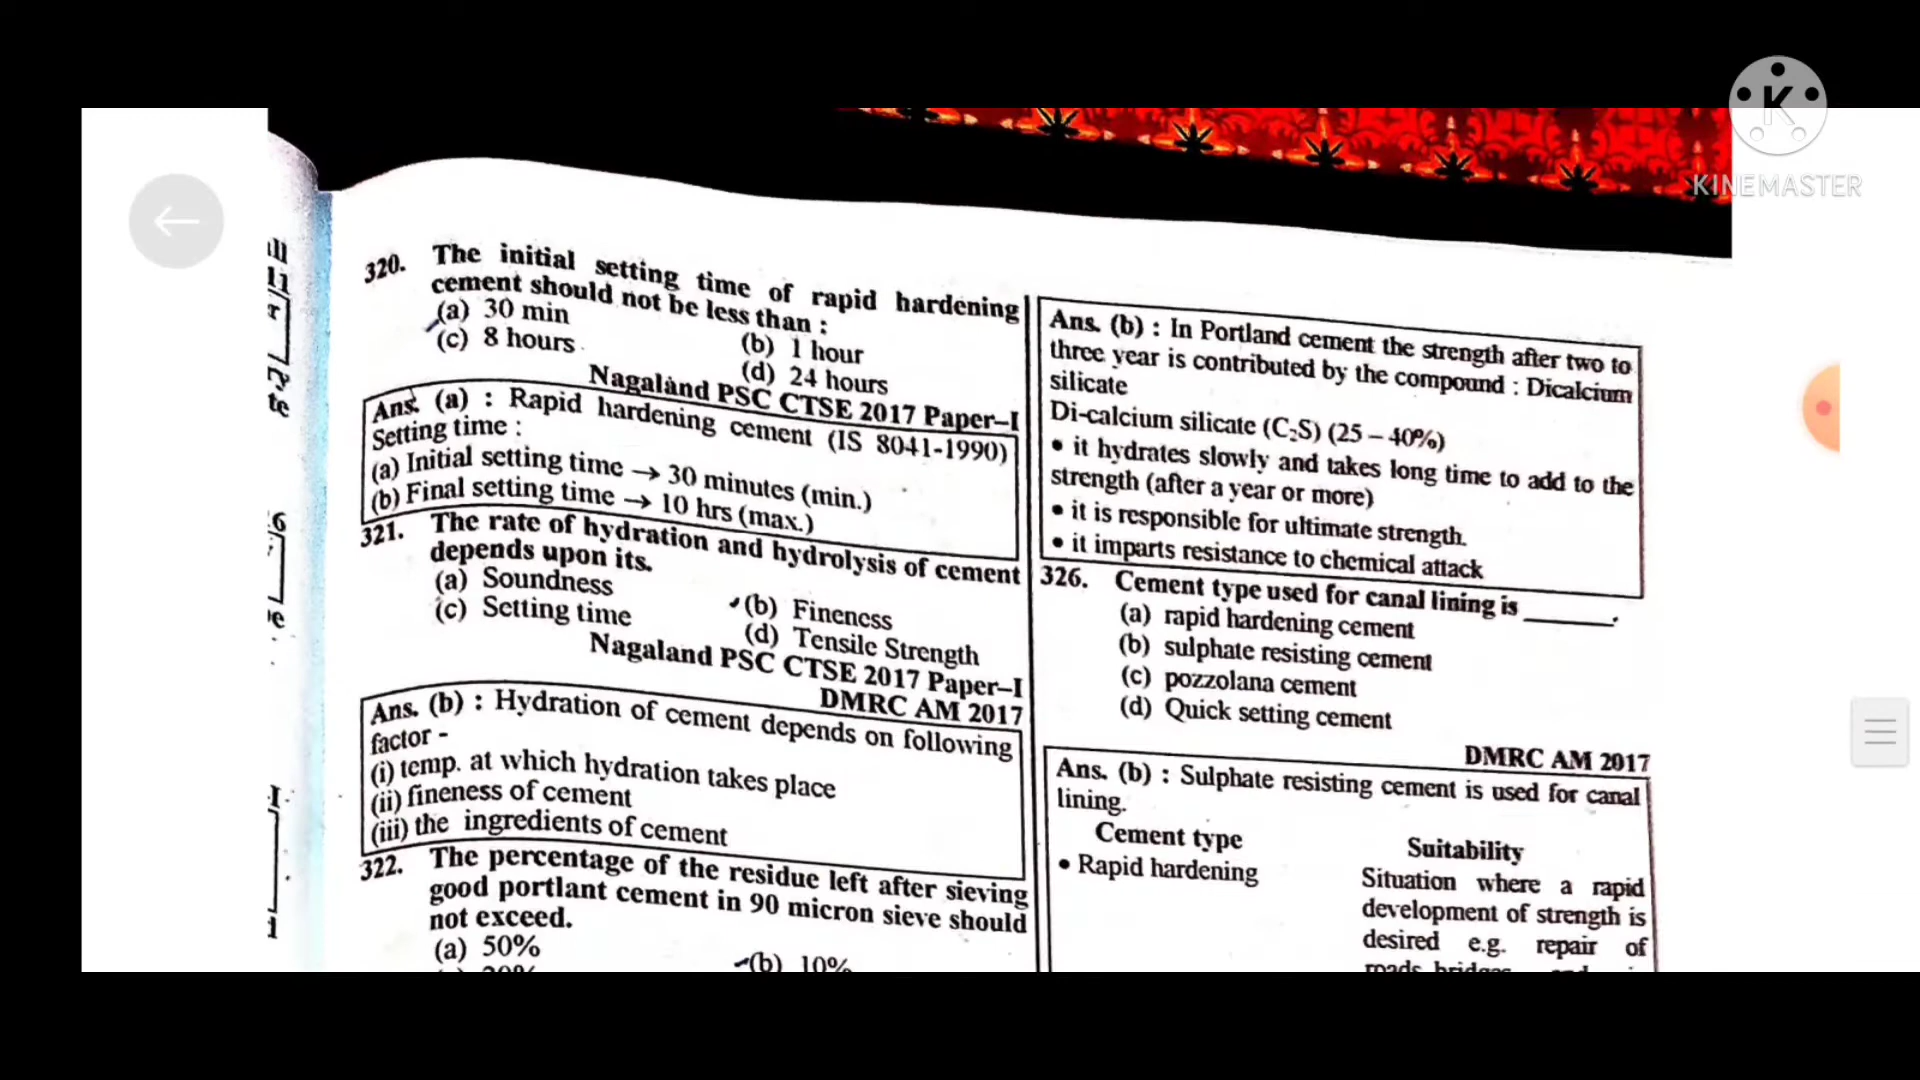 KINEMASTER
320. The initial setting time of rapid hardening
cement should not be less than :
(a) 30 min
(b) 1 hour
(c) 8 hours
(d) 24 hours
Nagaland PSC CTSE 2017 Paper–I
Ans. (a) : Rapid hardening cement (IS 8041-1990)
Setting time :
(a) Initial setting time → 30 minutes (min.)
(b) Final setting time → 10 hrs (max.)
321. The rate of hydration and hydrolysis of cement
depends upon its.
(a) Soundness
(b) Fineness
(c) Setting time
(d) Tensile Strength
Nagaland PSC CTSE 2017 Paper–I
DMRC AM 2017
Ans. (b) : Hydration of cement depends on following
factor -
(i) temp. at which hydration takes place
(ii) fineness of cement
(iii) the ingredients of cement
322. The percentage of the residue left after sieving
good portlant cement in 90 micron sieve should
not exceed.
(a) 50%
(b) 10%
Ans. (b) : In Portland cement the strength after two to
three year is contributed by the compound : Dicalcium
silicate
Di-calcium silicate (C₂S) (25 – 40%)
• it hydrates slowly and takes long time to add to the
strength (after a year or more)
• it is responsible for ultimate strength.
• it imparts resistance to chemical attack
326. Cement type used for canal lining is ______.
(a) rapid hardening cement
(b) sulphate resisting cement
(c) pozzolana cement
(d) Quick setting cement
DMRC AM 2017
Ans. (b) : Sulphate resisting cement is used for canal
lining.
Cement type Suitability
• Rapid hardening Situation where a rapid
development of strength is
desired e.g. repair of